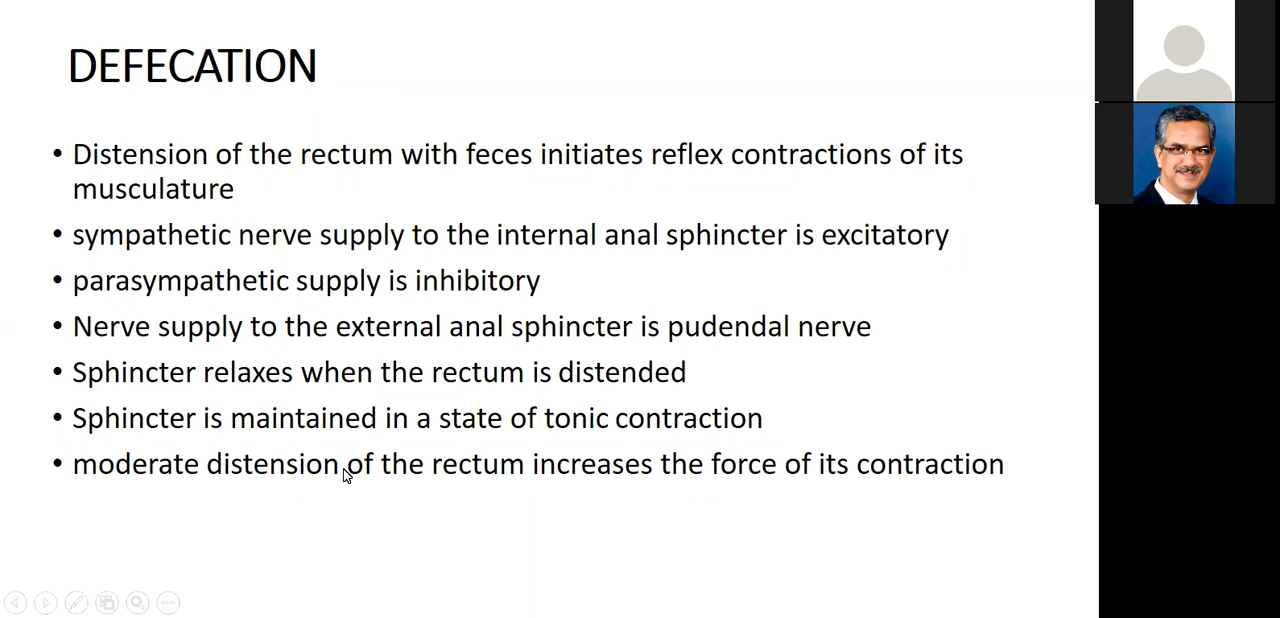 DEFECATION
• Distension of the rectum with feces initiates reflex contractions of its
musculature
• sympathetic nerve supply to the internal anal sphincter is excitatory
• parasympathetic supply is inhibitory
• Nerve supply to the external anal sphincter is pudendal nerve
• Sphincter relaxes when the rectum is distended
• Sphincter is maintained in a state of tonic contraction
• moderate distension of the rectum increases the force of its contraction